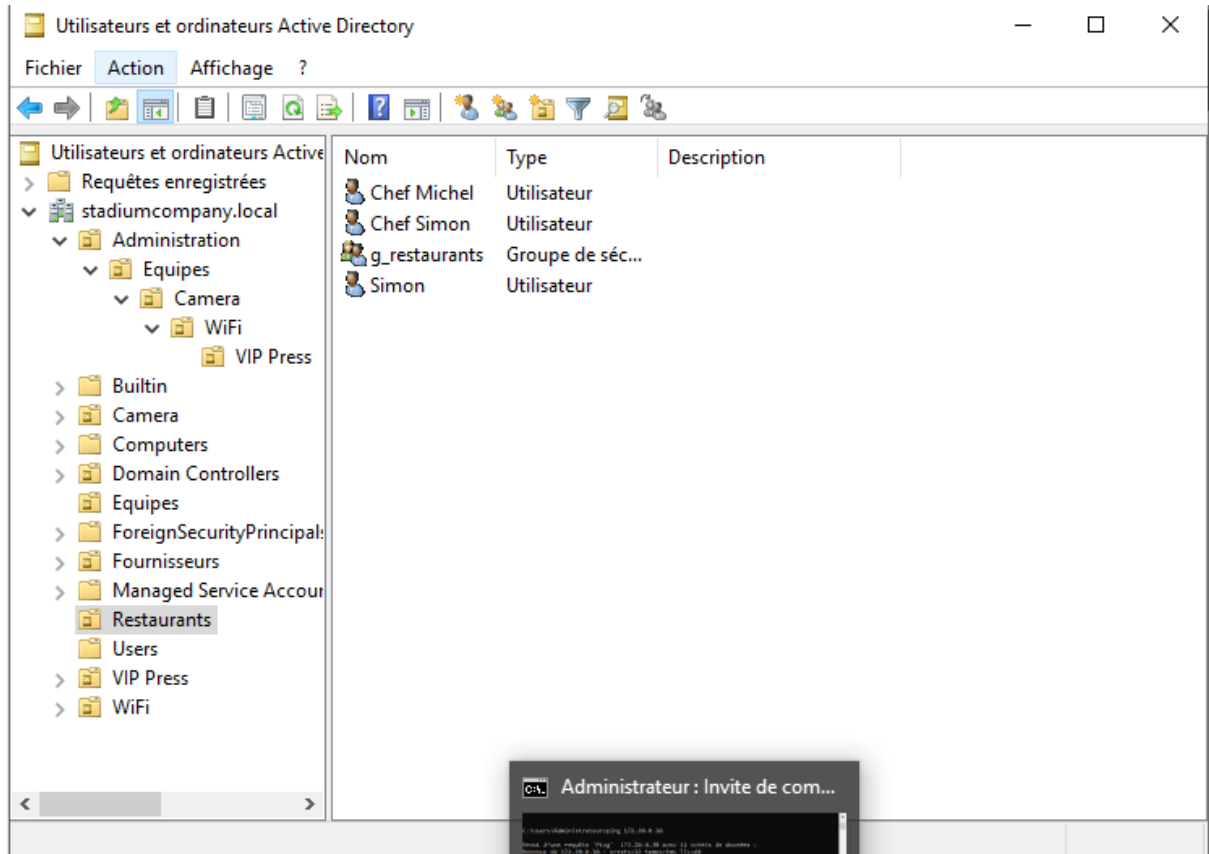 Utilisateurs et ordinateurs Active Directory
Fichier Action Affichage ?
Utilisateurs et ordinateurs Active
Requêtes enregistrées
stadiumcompany.local
Administration
Equipes
Camera
WiFi
VIP Press
Builtin
Camera
Computers
Domain Controllers
Equipes
ForeignSecurityPrincipals
Fournisseurs
Managed Service Accour
Restaurants
Users
VIP Press
WiFi
Nom Type Description
Chef Michel Utilisateur
Chef Simon Utilisateur
g_restaurants Groupe de séc...
Simon Utilisateur
Administrateur : Invite de com...